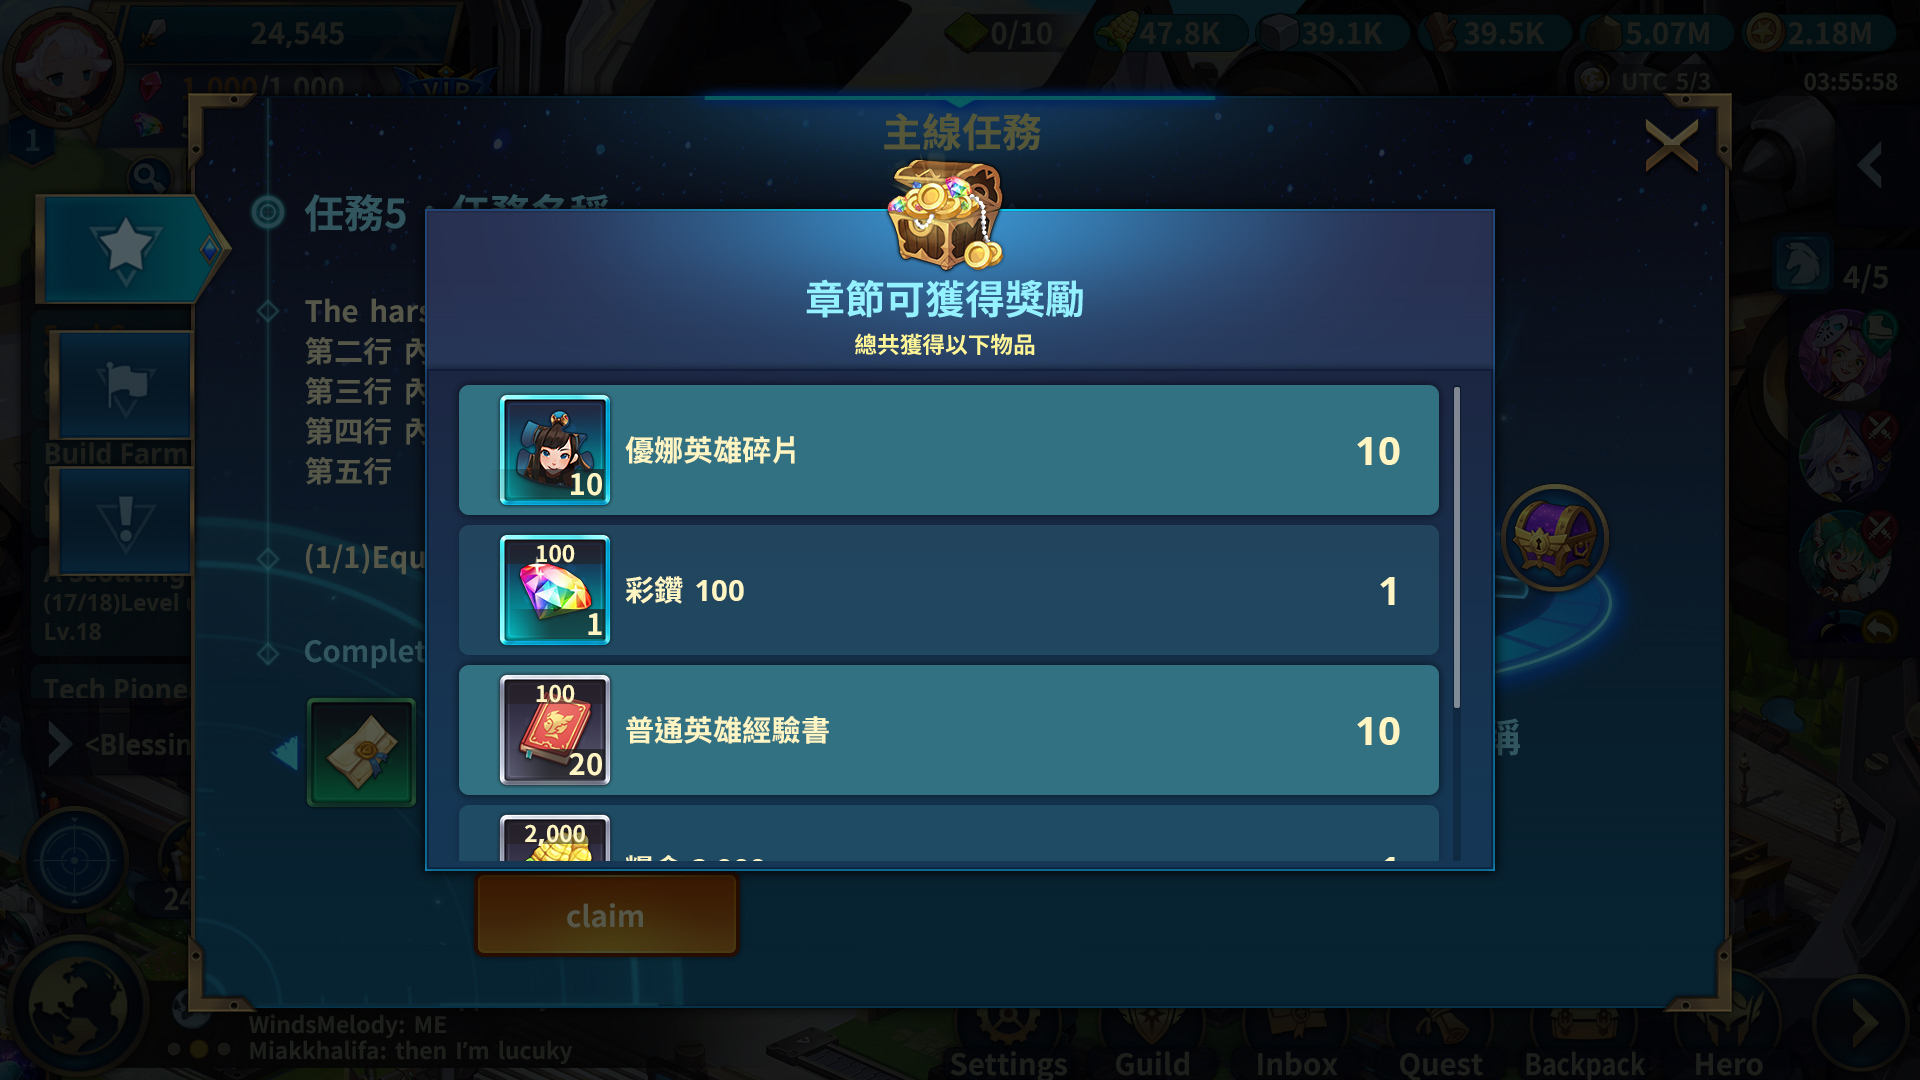 24,545
1,000/1,000
VIP
0/10
47.8K
39.1K
39.5K
5.07M
2.18M
UTC 5/3
03:55:58
1
主線任務
任務5
任務名稱
4/5
章節可獲得獎勵
總共獲得以下物品
The hars
第二行 內
第三行 內
第四行 內
第五行
Build Farm
(1/1)Equ
(17/18)Level
Lv.18
Complet
Tech Pione
<Blessin
10
優娜英雄碎片
10
100
1
彩鑽 100
1
100
20
普通英雄經驗書
10
2,000
稱
claim
24
WindsMelody: ME
Miakkhalifa: then I'm lucuky
Settings
Guild
Inbox
Quest
Backpack
Hero